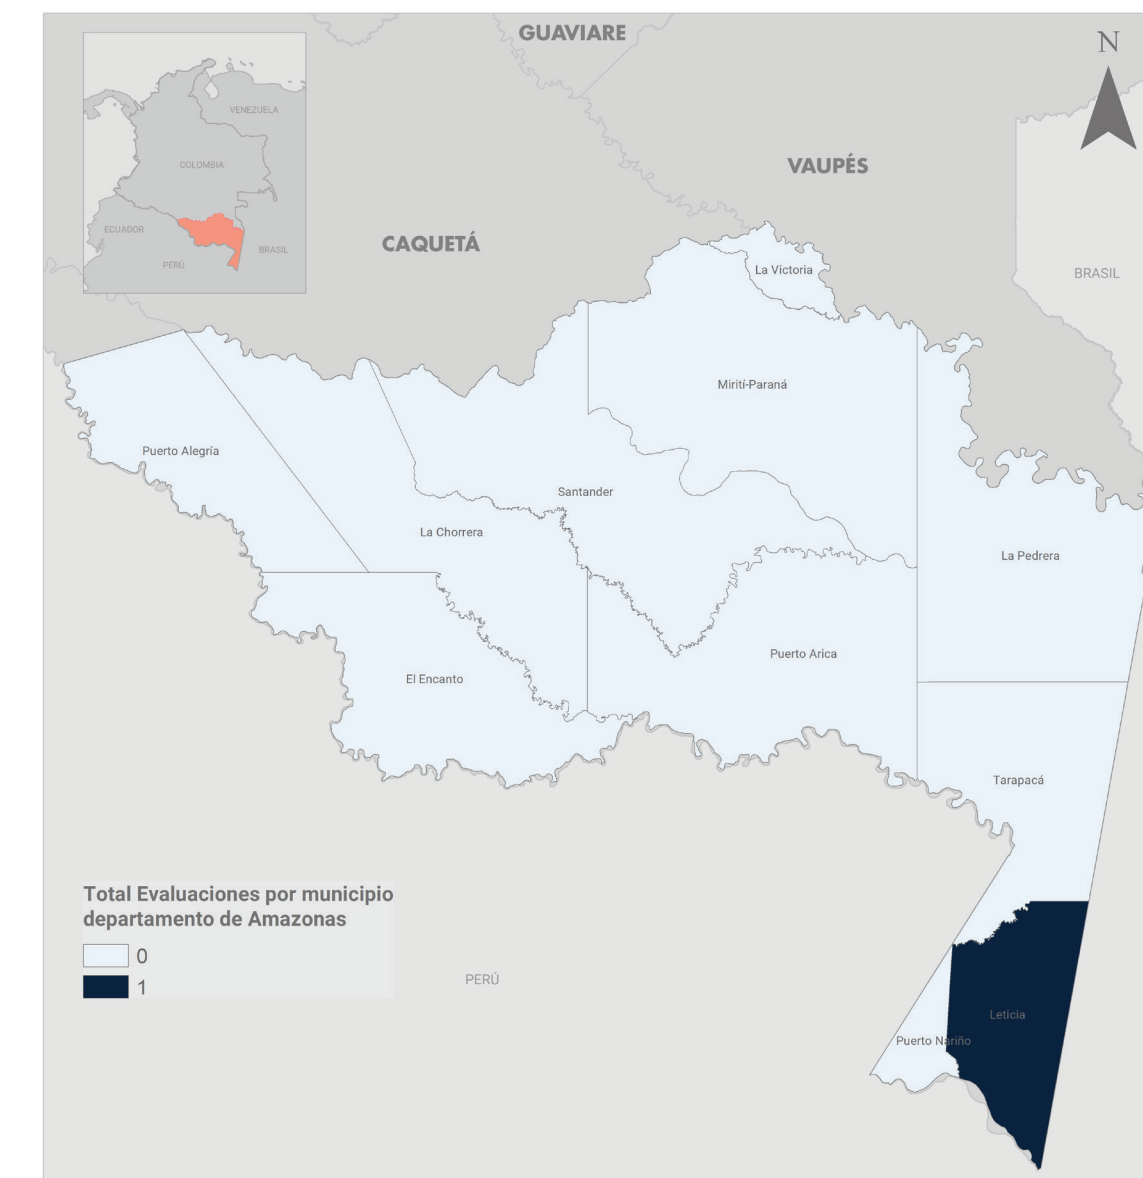 GUAVIARE
N
VENEZUELA
COLOMBIA
VAUPÉS
ECUADOR
BRASIL
PERÚ
CAQUETÁ
La Victoria
BRASIL
Mirití-Paraná
Puerto Alegría
Santander
La Chorrera
La Pedrera
Puerto Arica
El Encanto
Tarapacá
Total Evaluaciones por municipio
departamento de Amazonas
0
1
PERÚ
Leticia
Puerto Nariño